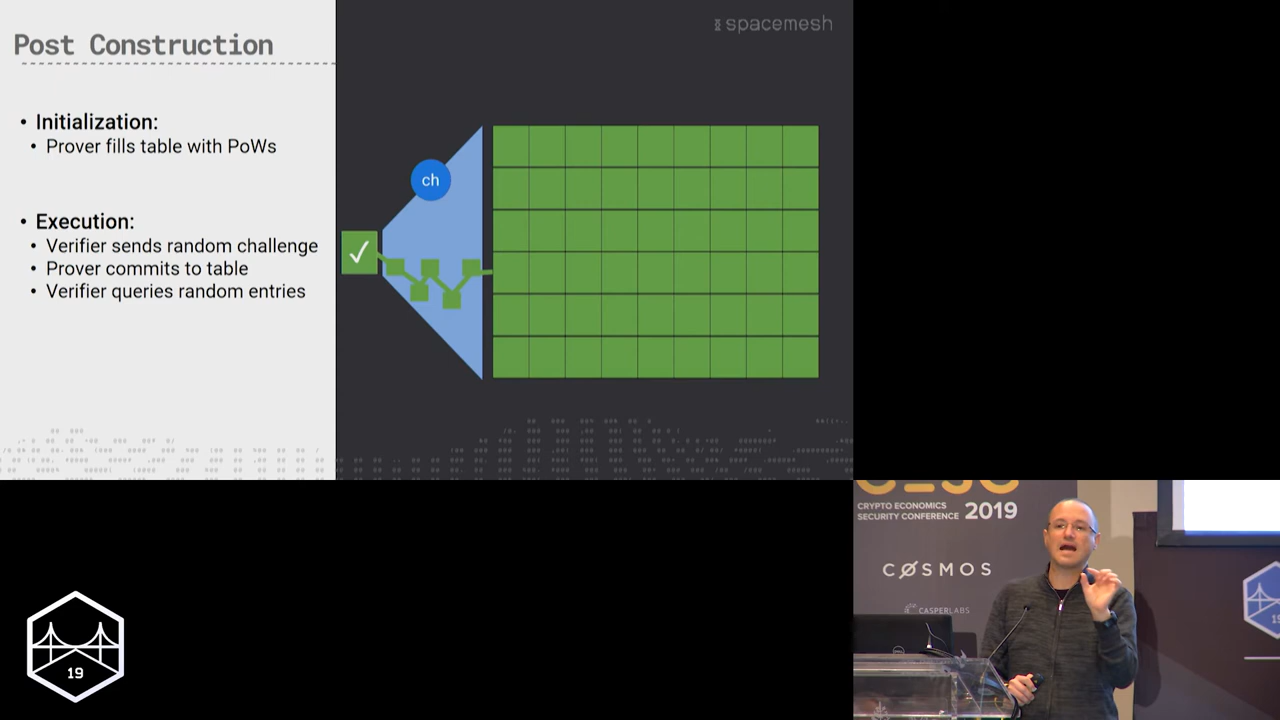 Post Construction
spacemesh
• Initialization:
• Prover fills table with PoWs
ch
• Execution:
• Verifier sends random challenge
• Prover commits to table
• Verifier queries random entries
CRYPTO ECONOMICS
SECURITY CONFERENCE 2019
CØSMOS
CASPERLABS
19